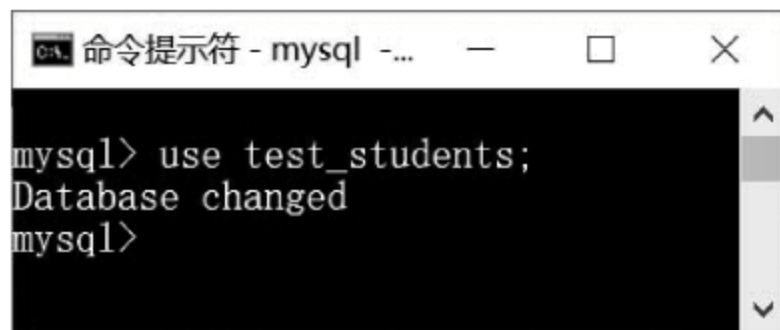 命令提示符 - mysql -...
mysql> use test_students;
Database changed
mysql>